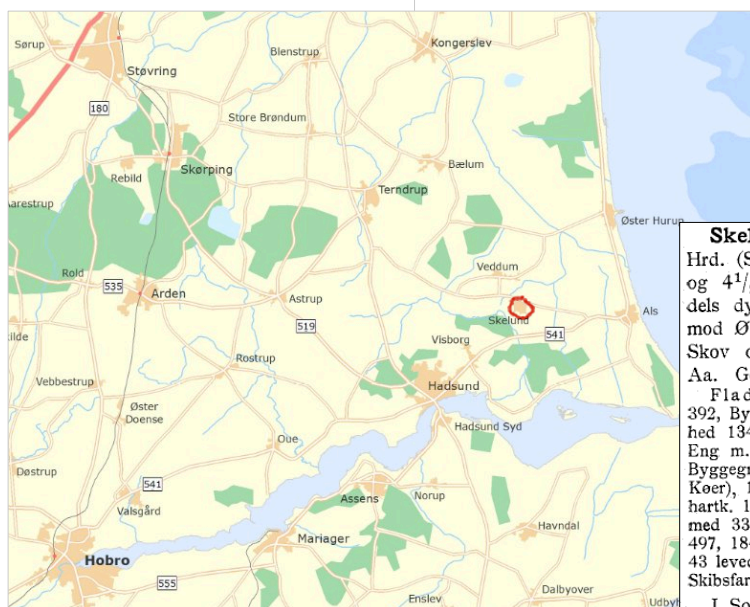 Sørup
Støvring
Blenstrup
Kongerslev
180
Store Brøndum
Rebild
Skørping
Bælum
Terndrup
Øster Hurup
Rold
535
Arden
Astrup
519
Veddum
Skelund
541
Als
Visborg
Rostrup
Vebbestrup
Hadsund
Øster
Doense
Hadsund Syd
Oue
Døstrup
541
Valsgård
Assens
Norup
Mariager
Havndal
Hobro
555
Enslev
Dalbyover
Hrd.
og 4¹/
dels dy
mod Ø
Skov
Aa. G
Flad
392, By
hed 134
Eng m.
Byggegr
Køer), 1
hartk. 1
med 33
497, 18
43 leved
Skibsfar